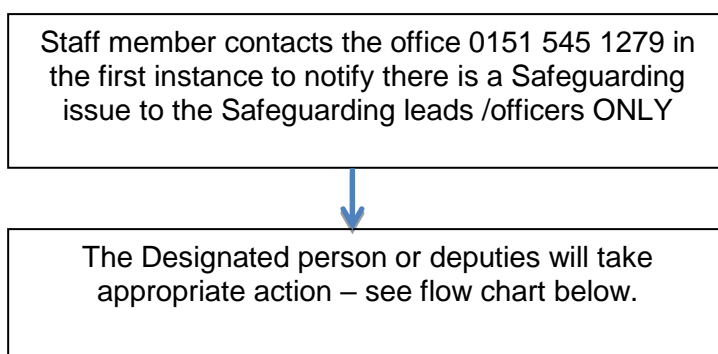 Staff member contacts the office 0151 545 1279 in
the first instance to notify there is a Safeguarding
issue to the Safeguarding leads /officers ONLY
The Designated person or deputies will take
appropriate action – see flow chart below.